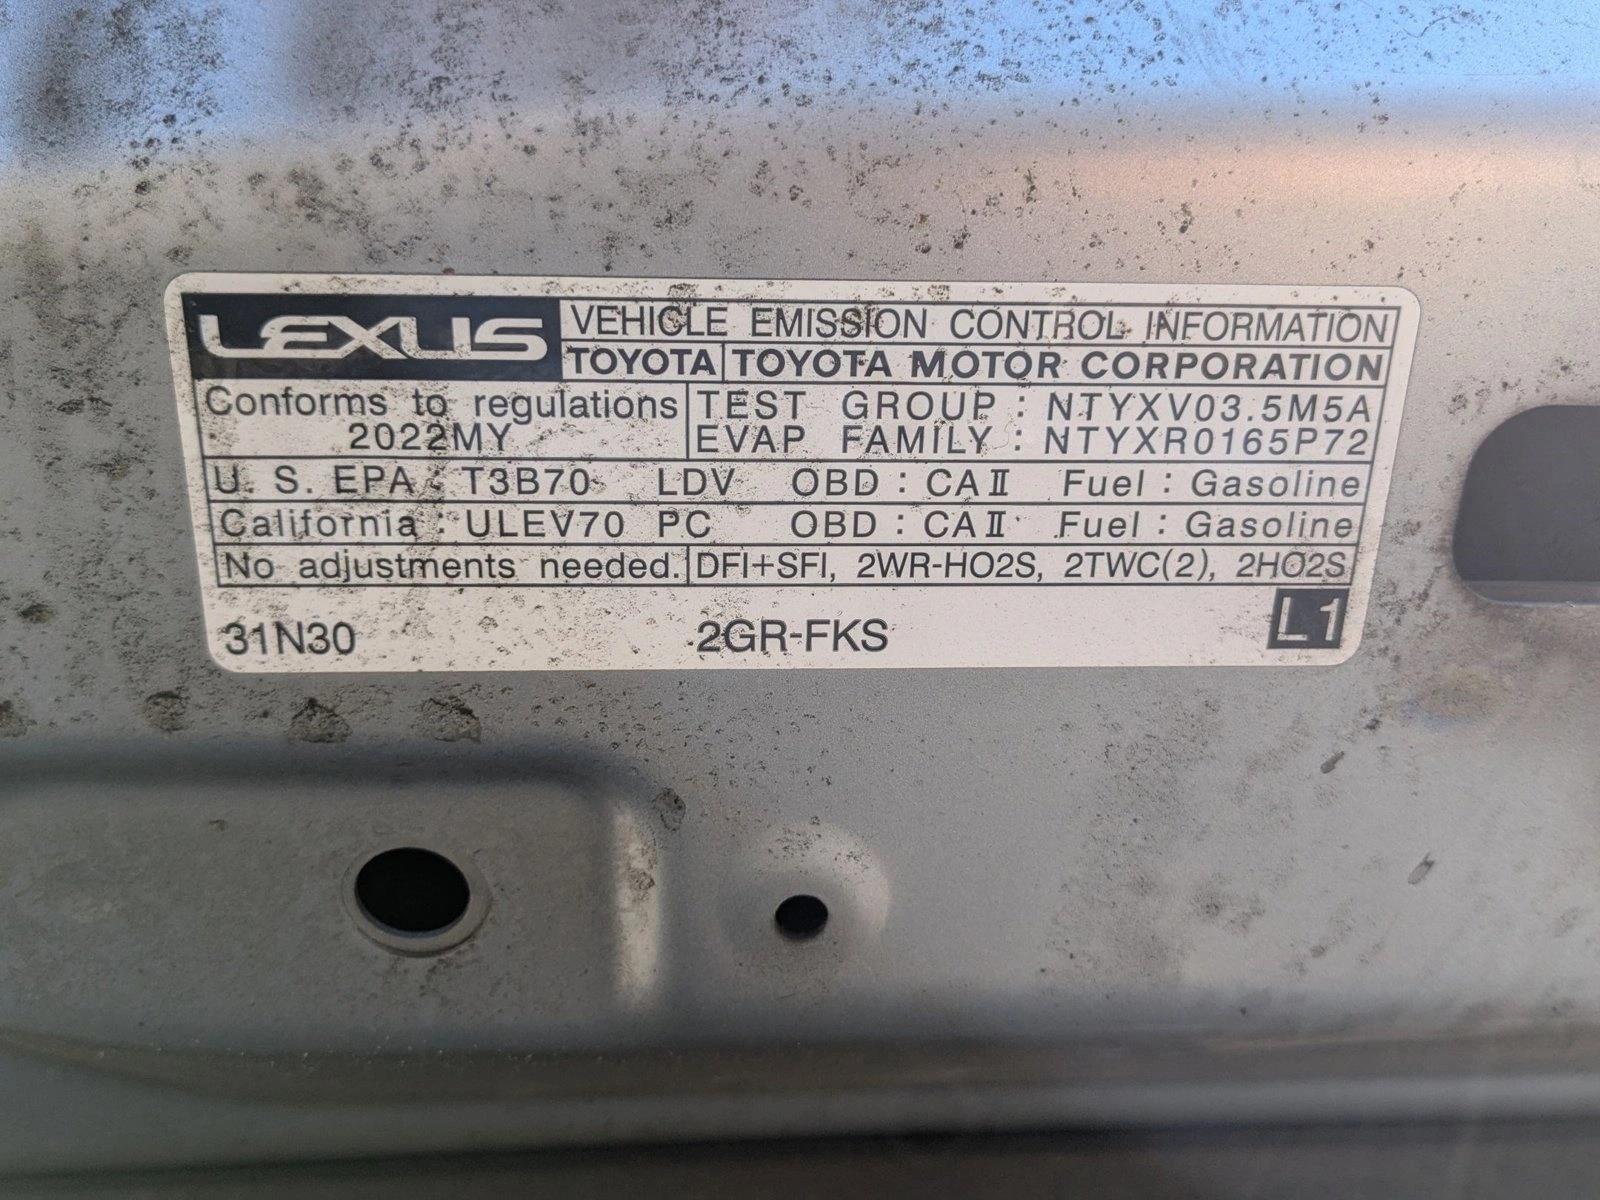 LEXUS VEHICLE EMISSION CONTROL INFORMATION
TOYOTA TOYOTA MOTOR CORPORATION
Conforms to regulations TEST GROUP : NTYXV03.5M5A
2022MY EVAP FAMILY : NTYXR0165P72
U. S. EPA : T3B70 LDV OBD : CAⅡ Fuel : Gasoline
California : ULEV70 PC OBD : CAⅡ Fuel : Gasoline
No adjustments needed. DFI+SFI, 2WR-HO2S, 2TWC(2), 2HO2S
31N30 2GR-FKS L1